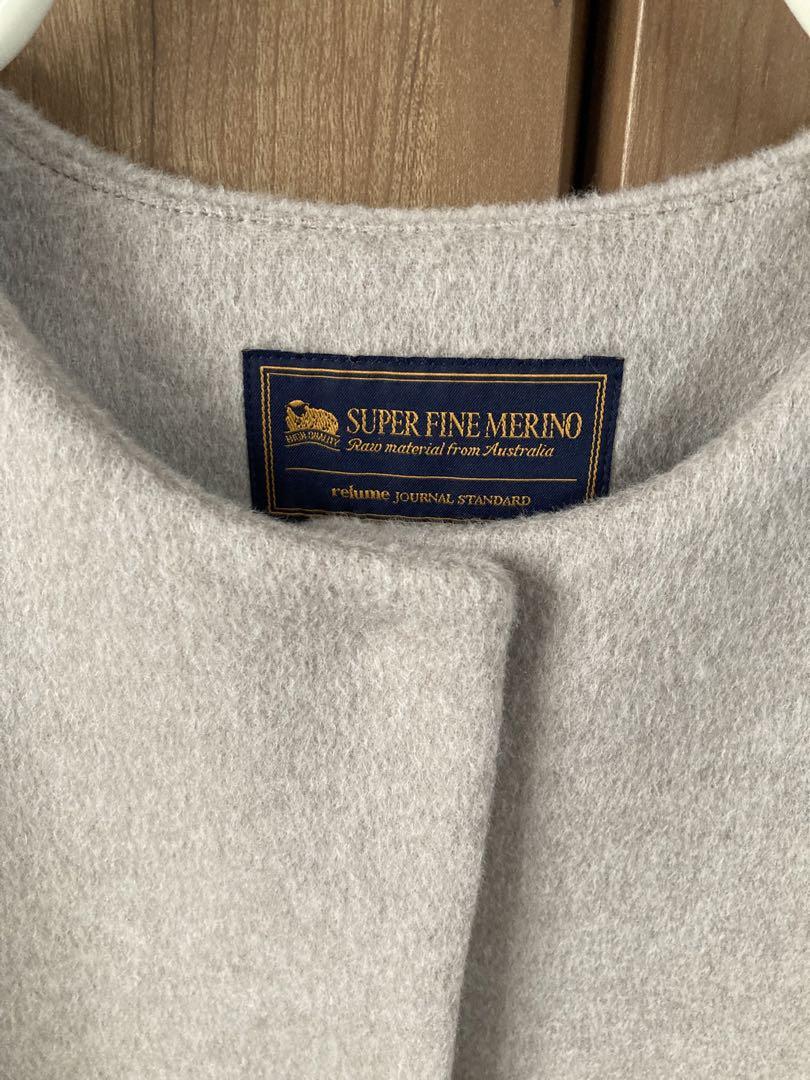 HIGH QUALITY
SUPER FINE MERINO
Raw material from Australia
relume JOURNAL STANDARD